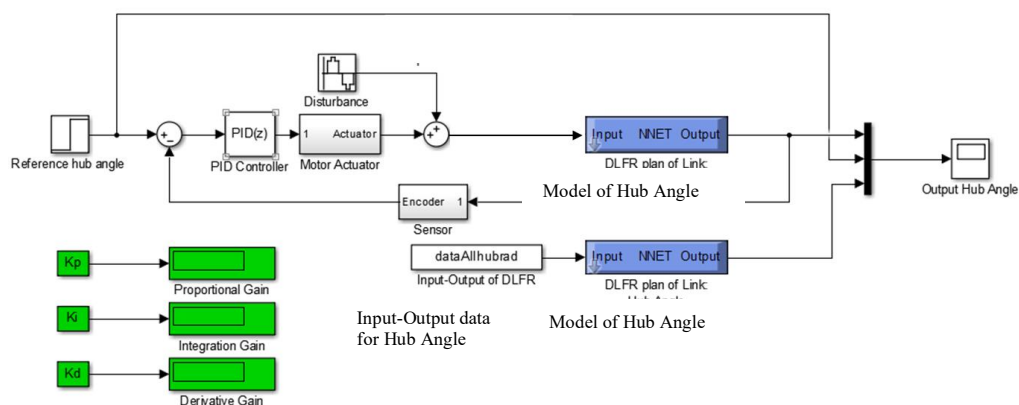 Disturbance
Reference hub angle
+
−
PID(z)
PID Controller
1 Actuator
Motor Actuator
+
+
Input NNET Output
DLFR plan of Link:
Model of Hub Angle
Output Hub Angle
Encoder 1
Sensor
dataAllhubrad
Input-Output of DLFR
Input NNET Output
DLFR plan of Link:
Input-Output data
for Hub Angle
Model of Hub Angle
Kp
Proportional Gain
Ki
Integration Gain
Kd
Derivative Gain